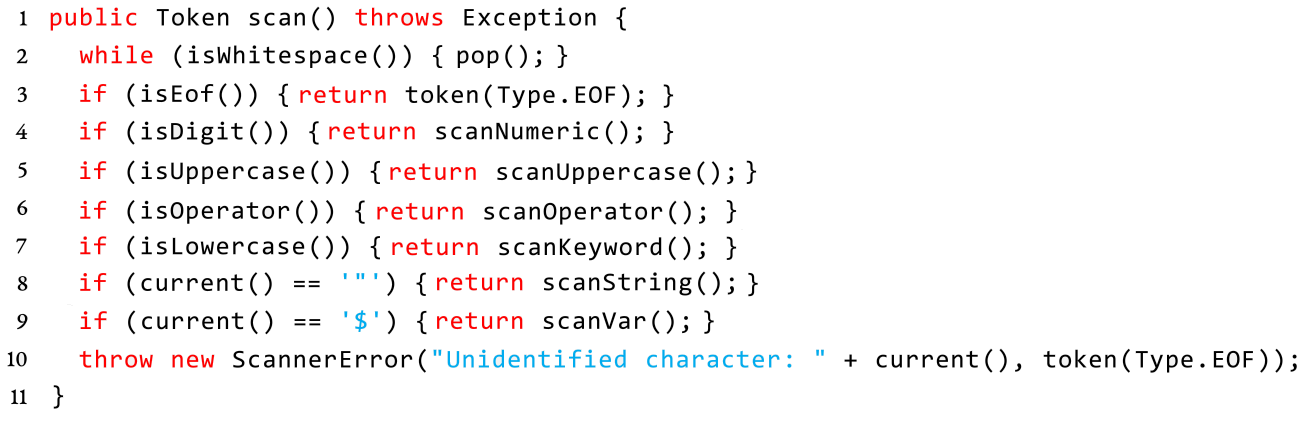 1 public Token scan() throws Exception {
2 while (isWhitespace()) { pop(); }
3 if (isEof()) { return token(Type.EOF); }
4 if (isDigit()) { return scanNumeric(); }
5 if (isUppercase()) { return scanUppercase(); }
6 if (isOperator()) { return scanOperator(); }
7 if (isLowercase()) { return scanKeyword(); }
8 if (current() == '"') { return scanString(); }
9 if (current() == '$') { return scanVar(); }
10 throw new ScannerError("Unidentified character: " + current(), token(Type.EOF));
11 }